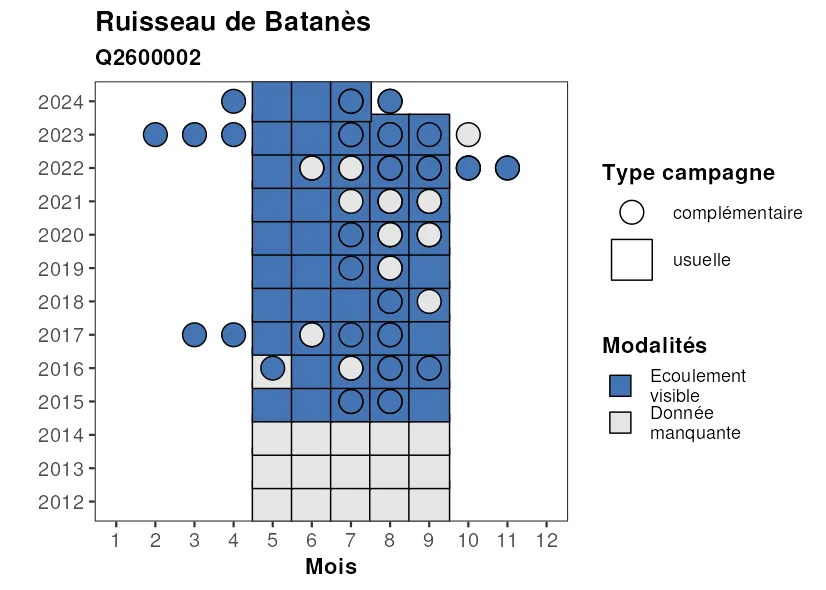 Ruisseau de Batanès
Q2600002
2024
2023
2022
2021
2020
2019
2018
2017
2016
2015
2014
2013
2012
1 2 3 4 5 6 7 8 9 10 11 12
Mois
Type campagne
complémentaire
usuelle
Modalités
Ecoulement
visible
Donnée
manquante